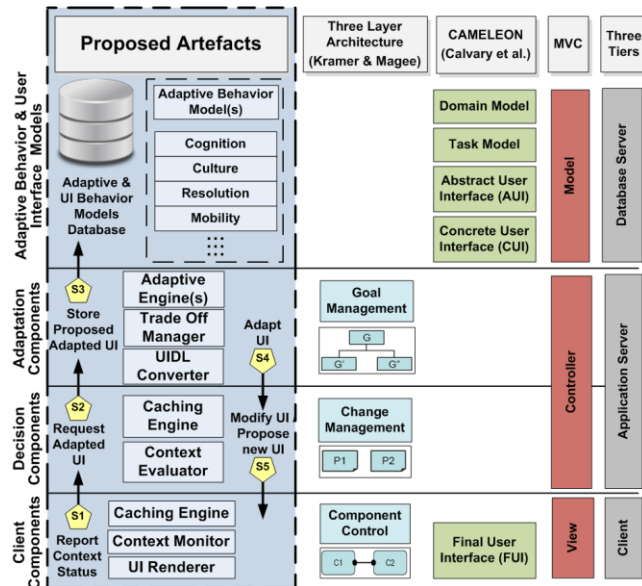 Proposed Artefacts
Three Layer
Architecture
(Kramer & Magee)
CAMELEON
(Calvary et al.)
MVC
Three
Tiers
Adaptive Behavior & User
Interface Models
Adaptive &
UI Behavior
Models
Database
Adaptive Behavior
Model(s)
Cognition
Culture
Resolution
Mobility
Domain Model
Task Model
Abstract User
Interface (AUI)
Concrete User
Interface (CUI)
Model
Database Server
Adaptation
Components
S3
Store
Proposed
Adapted UI
Adaptive
Engine(s)
Trade Off
Manager
UIDL
Converter
Adapt
UI
S4
Goal
Management
G
G'
G"
Controller
Application Server
Decision
Components
S2
Request
Adapted
UI
Caching
Engine
Context
Evaluator
Modify UI
Propose
new UI
S5
Change
Management
P1
P2
Client
Components
S1
Report
Context
Status
Caching Engine
Context Monitor
UI Renderer
Component
Control
C1
C2
Final User
Interface (FUI)
View
Client